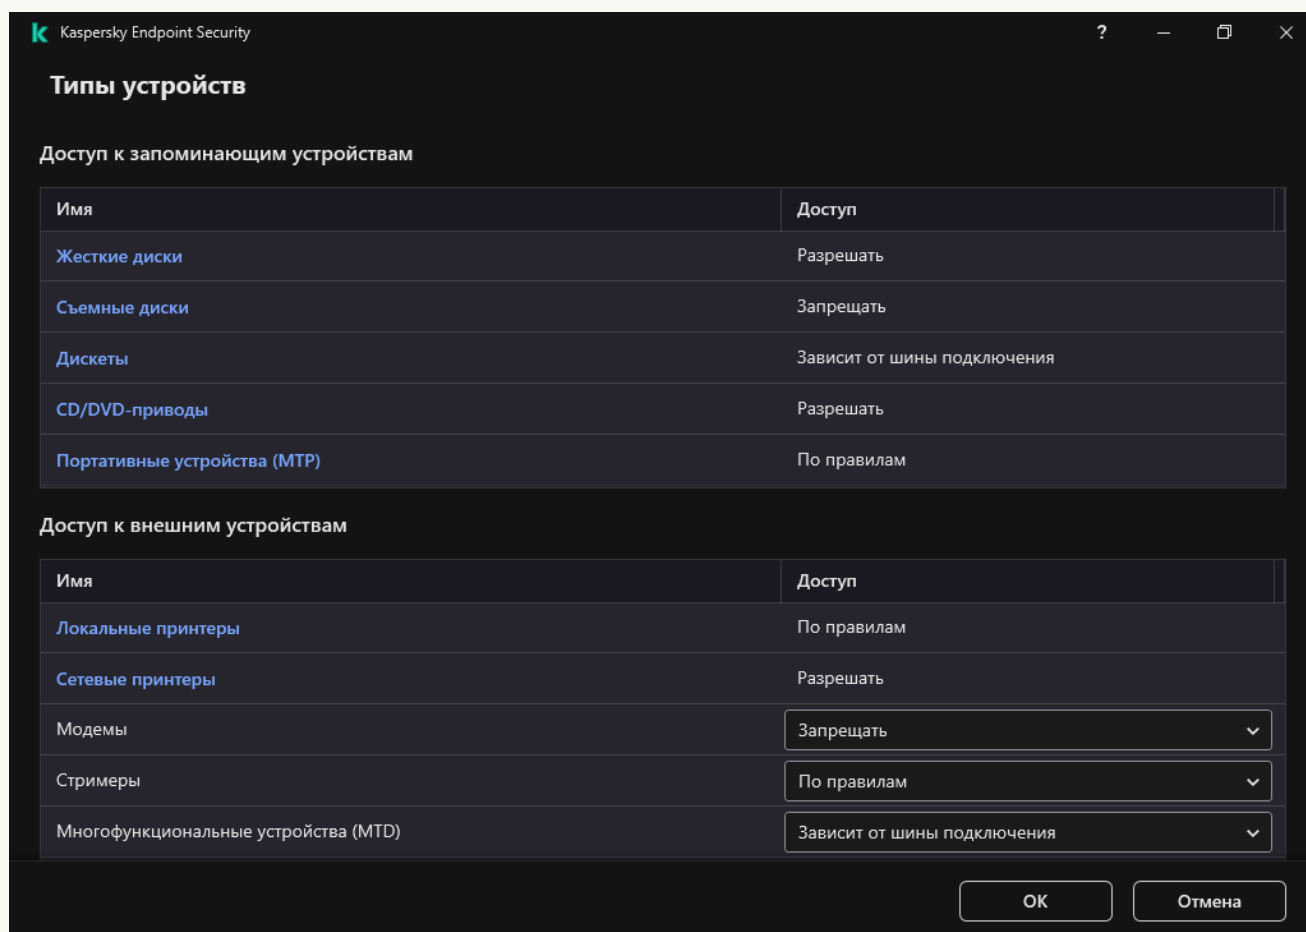 Kaspersky Endpoint Security
?
Типы устройств
Доступ к запоминающим устройствам
Имя Доступ
Жесткие диски Разрешать
Съемные диски Запрещать
Дискеты Зависит от шины подключения
CD/DVD-приводы Разрешать
Портативные устройства (MTP) По правилам
Доступ к внешним устройствам
Имя Доступ
Локальные принтеры По правилам
Сетевые принтеры Разрешать
Модемы Запрещать
Стримеры По правилам
Многофункциональные устройства (MTD) Зависит от шины подключения
ОК Отмена